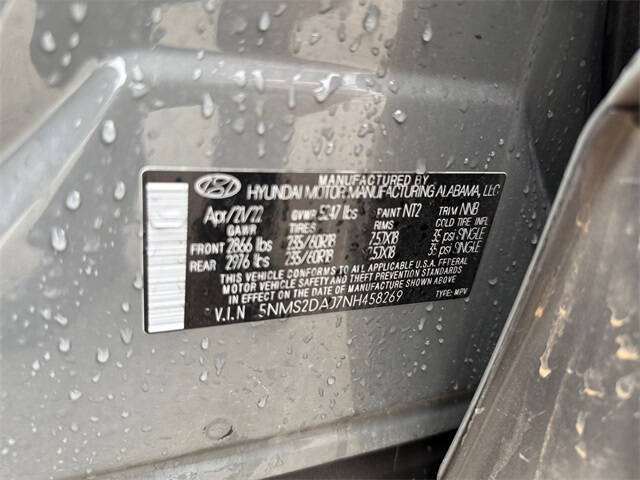 MANUFACTURED BY
HYUNDAI MOTOR MANUFACTURING ALABAMA, LLC
Apr/21/22 GVWR 5247 lbs PAINT NT2 TRIM NNB
GAWR TIRES RIMS COLD TIRE INFL
FRONT 2866 lbs 235/60R18 7.5JX18 35 psi SINGLE
REAR 2976 lbs 235/60R18 7.5JX18 35 psi SINGLE
THIS VEHICLE CONFORMS TO ALL APPLICABLE U.S.A. FEDERAL
MOTOR VEHICLE SAFETY AND THEFT PREVENTION STANDARDS
IN EFFECT ON THE DATE OF MANUFACTURE SHOWN ABOVE
V.I.N 5NMS2DAJ7NH458269 TYPE: MPV